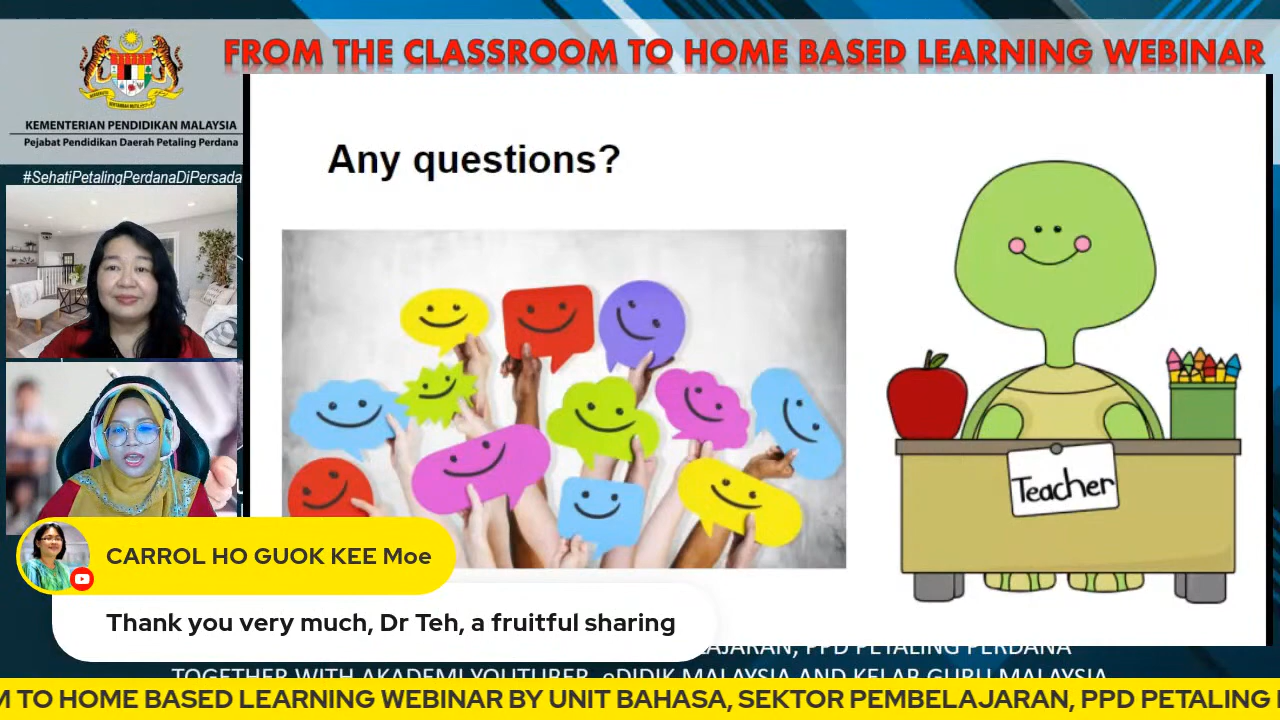 FROM THE CLASSROOM TO HOME BASED LEARNING WEBINAR
KEMENTERIAN PENDIDIKAN MALAYSIA
Pejabat Pendidikan Daerah Petaling Perdana
#SehatiPetalingPerdanaDiPersada
Any questions?
Teacher
CARROL HO GUOK KEE Moe
Thank you very much, Dr Teh, a fruitful sharing
PPD PETALING PERDANA
TOGETHER WITH AKADEMI YOUTUBER, eDIDIK MALAYSIA AND KELAB GURU MALAYSIA
TO HOME BASED LEARNING WEBINAR BY UNIT BAHASA, SEKTOR PEMBELAJARAN, PPD PETALING